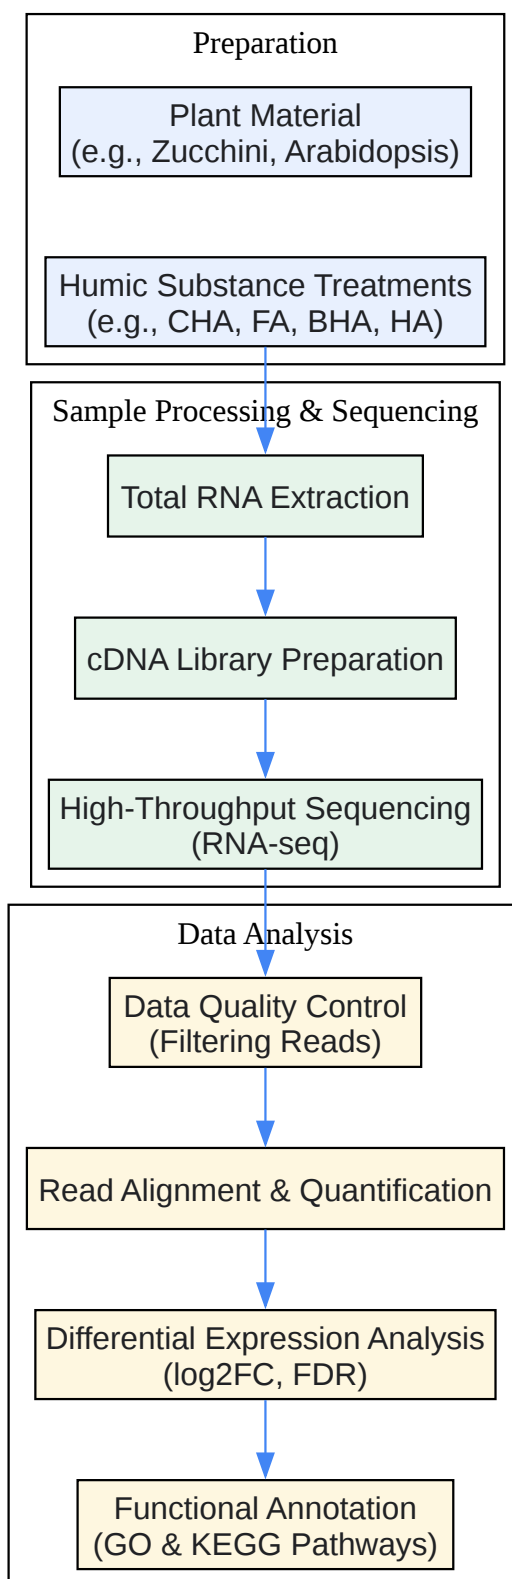 Preparation
Plant Material
(e.g., Zucchini, Arabidopsis)
Humic Substance Treatments
(e.g., CHA, FA, BHA, HA)
Sample Processing & Sequencing
Total RNA Extraction
cDNA Library Preparation
High-Throughput Sequencing
(RNA-seq)
Data Analysis
Data Quality Control
(Filtering Reads)
Read Alignment & Quantification
Differential Expression Analysis
(log2FC, FDR)
Functional Annotation
(GO & KEGG Pathways)